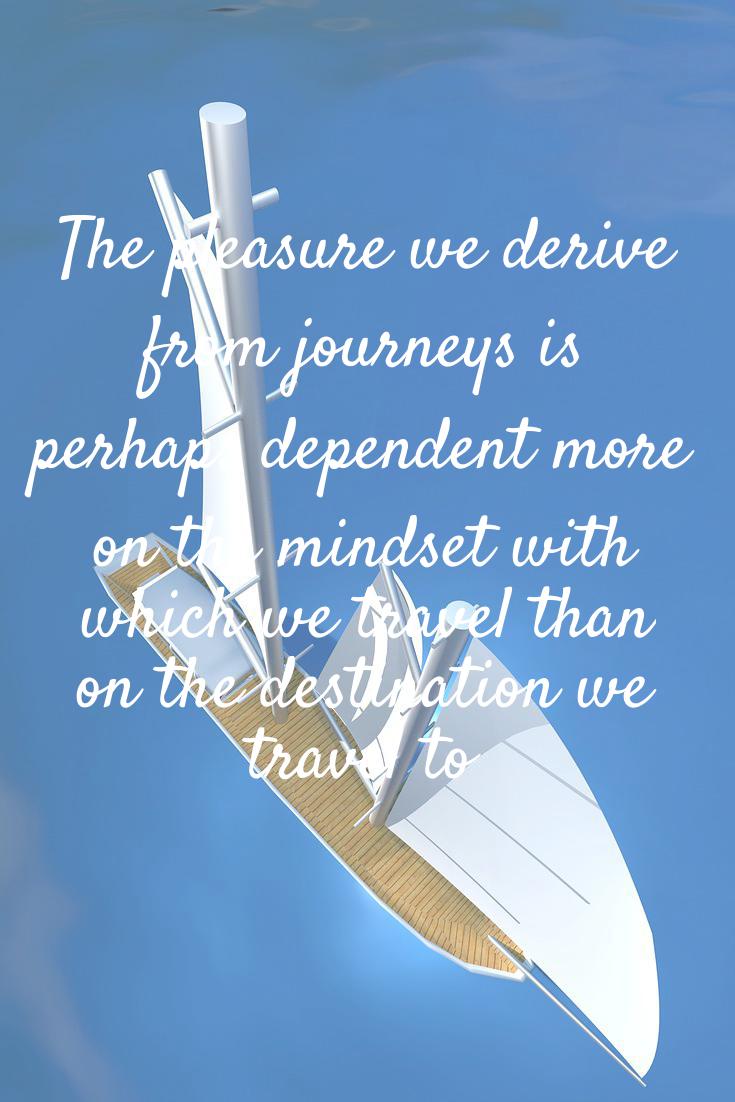 The pleasure we derive
from journeys is
perhaps dependent more
on the mindset with
which we travel than
on the destination we
travel to